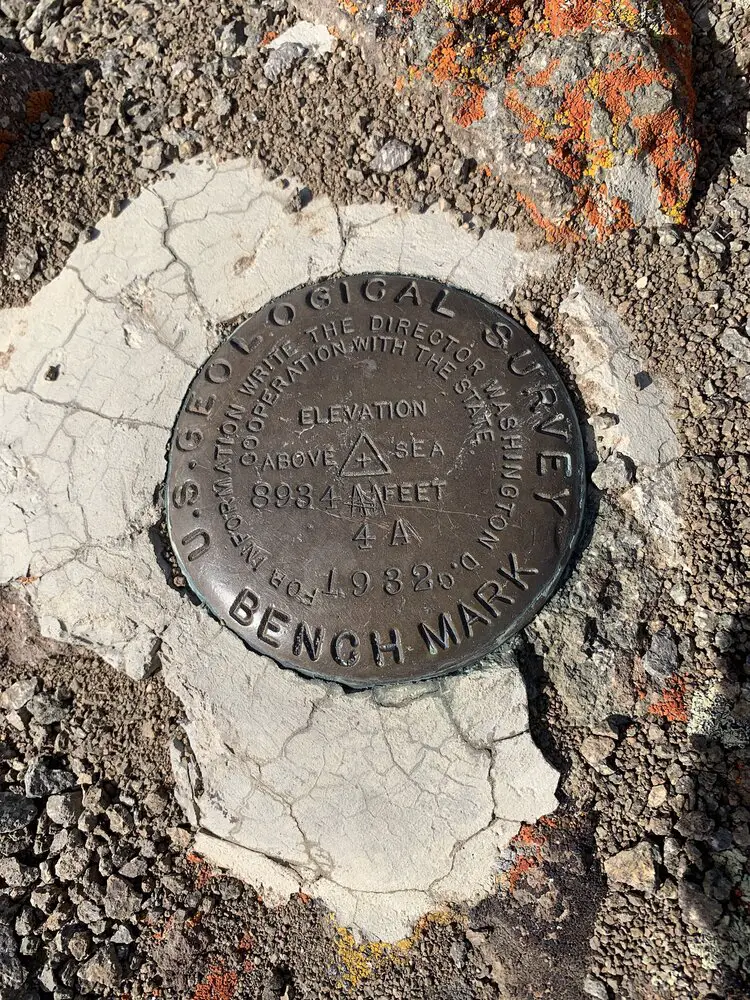 U.S. GEOLOGICAL SURVEY
FOR INFORMATION WRITE THE DIRECTOR WASHINGTON D.C.
COOPERATION WITH THE STATE
ELEVATION
ABOVE SEA
8934 FEET
4 A
1932
BENCH MARK